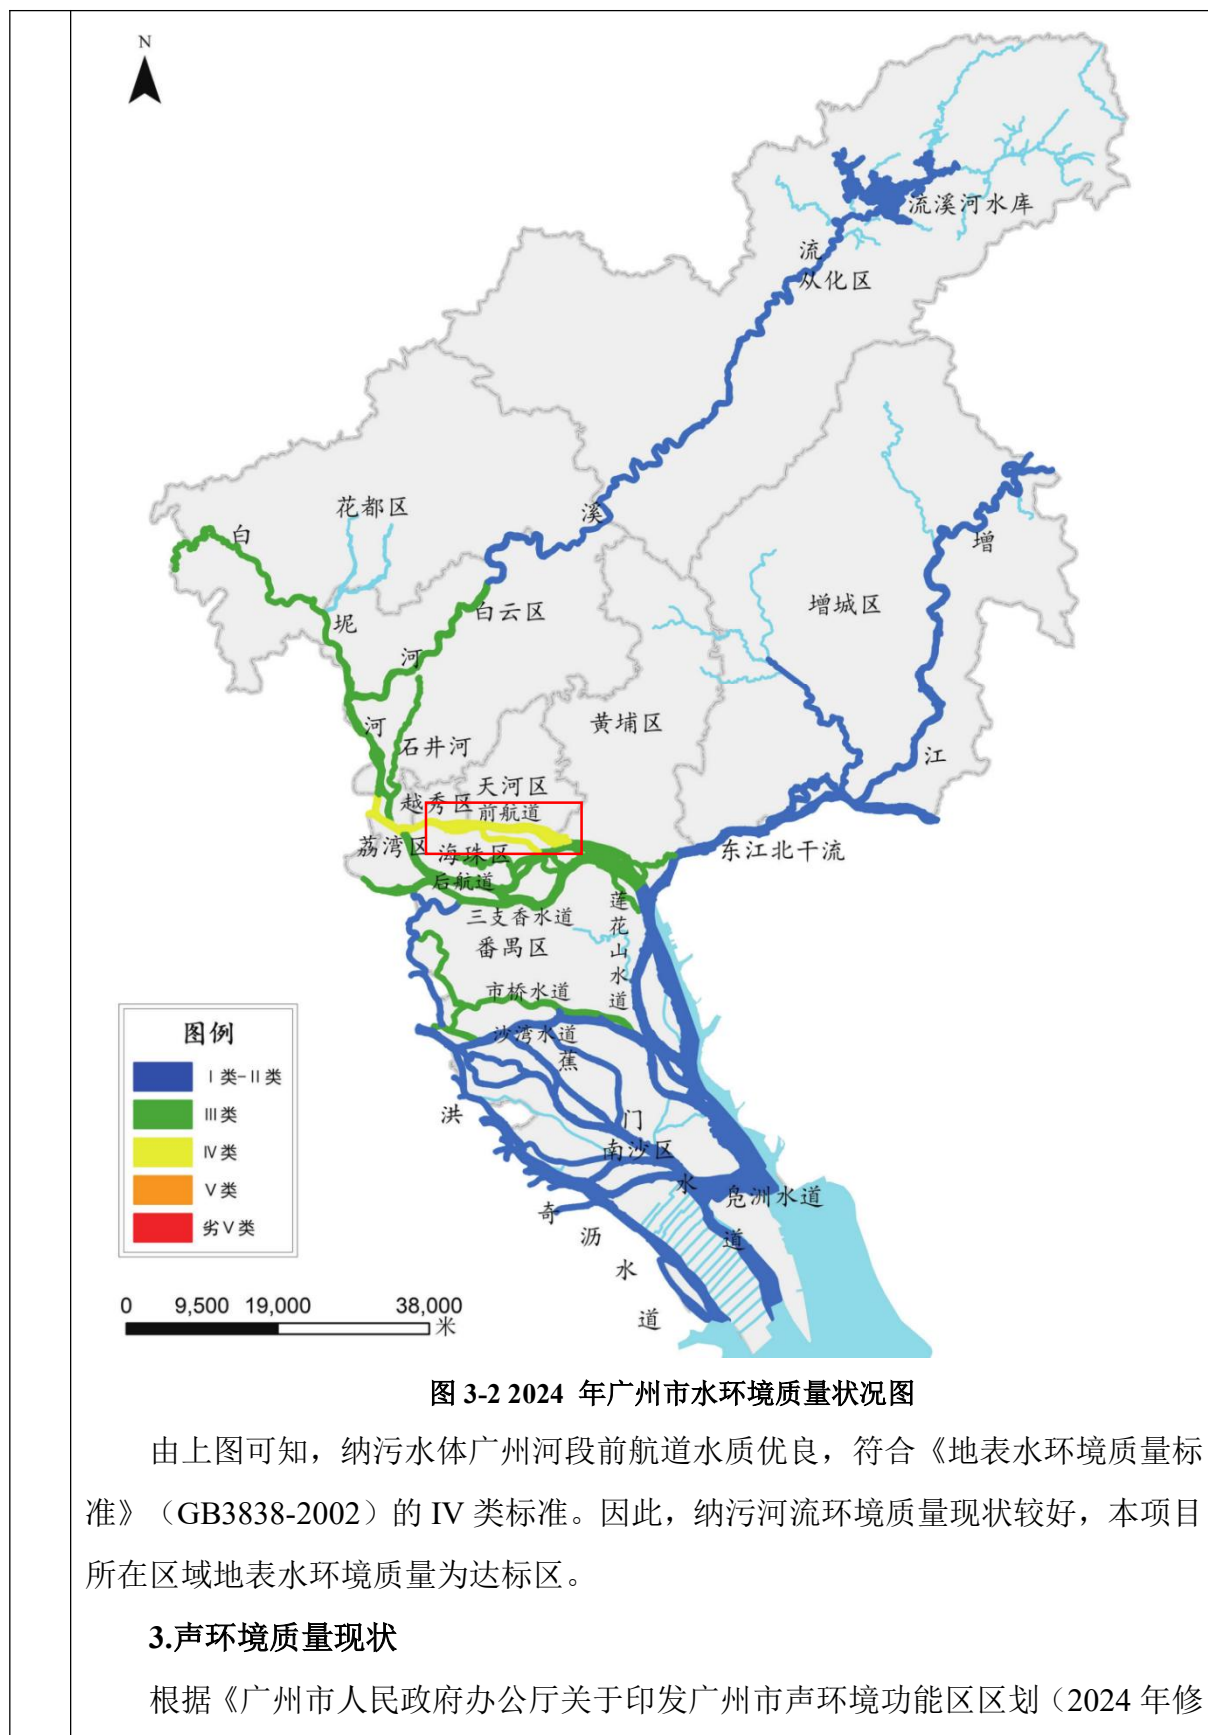 N
流溪河水库
流
从化区
花都区
溪
白
增
增城区
白云区
坭
河
黄埔区
河
石井河
江
天河区
越秀区
前航道
荔湾区
海珠区
东江北干流
后航道
莲花山水道
三支香水道
番禺区
市桥水道
沙湾水道
蕉
图例
Ⅰ类-Ⅱ类
Ⅲ类
Ⅳ类
Ⅴ类
劣Ⅴ类
洪
门
南沙区
水
凫洲水道
奇
道
沥
水
道
0 9,500 19,000 38,000
米
图 3-2 2024 年广州市水环境质量状况图
由上图可知，纳污水体广州河段前航道水质优良，符合《地表水环境质量标
准》（GB3838-2002）的 IV 类标准。因此，纳污河流环境质量现状较好，本项目
所在区域地表水环境质量为达标区。
3.声环境质量现状
根据《广州市人民政府办公厅关于印发广州市声环境功能区区划（2024 年修